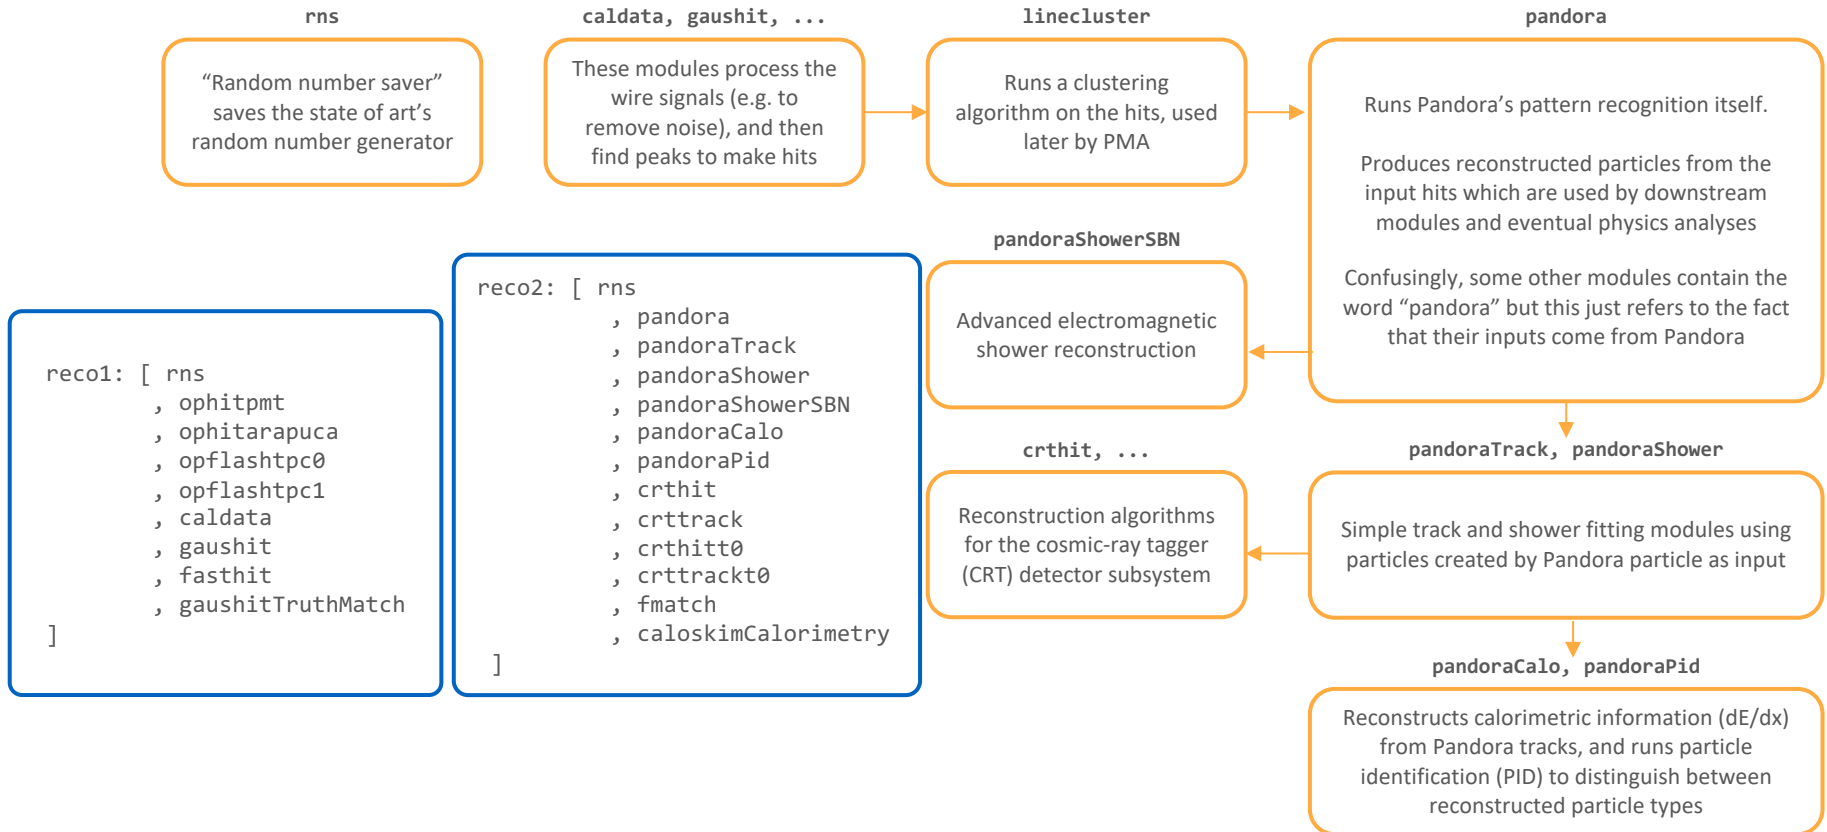 rns
“Random number saver”
saves the state of art’s
random number generator
caldata, gaushit, ...
These modules process the
wire signals (e.g. to
remove noise), and then
find peaks to make hits
linecluster
Runs a clustering
algorithm on the hits, used
later by PMA
pandora
Runs Pandora’s pattern recognition itself.
Produces reconstructed particles from the
input hits which are used by downstream
modules and eventual physics analyses
Confusingly, some other modules contain the
word “pandora” but this just refers to the fact
that their inputs come from Pandora
reco1: [ rns
, ophitpmt
, ophitarapuca
, opflashtpc0
, opflashtpc1
, caldata
, gaushit
, fasthit
, gaushitTruthMatch
]
reco2: [ rns
, pandora
, pandoraTrack
, pandoraShower
, pandoraShowerSBN
, pandoraCalo
, pandoraPid
, crthit
, crttrack
, crthitt0
, crttrackt0
, fmatch
, caloskimCalorimetry
]
pandoraShowerSBN
Advanced electromagnetic
shower reconstruction
crthit, ...
Reconstruction algorithms
for the cosmic-ray tagger
(CRT) detector subsystem
pandoraTrack, pandoraShower
Simple track and shower fitting modules using
particles created by Pandora particle as input
pandoraCalo, pandoraPid
Reconstructs calorimetric information (dE/dx)
from Pandora tracks, and runs particle
identification (PID) to distinguish between
reconstructed particle types